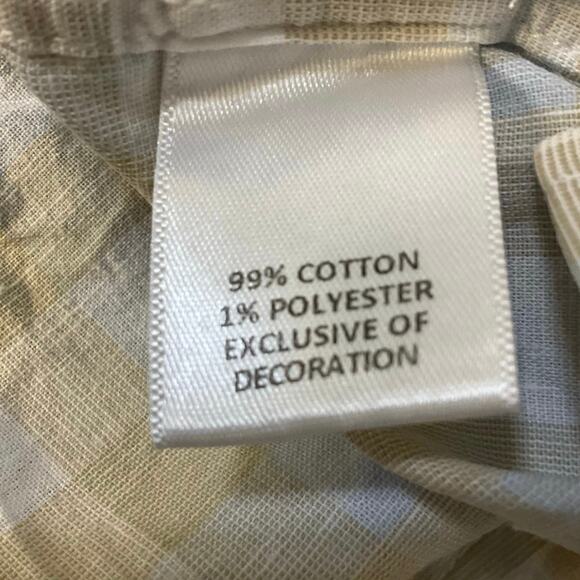 99% COTTON
1% POLYESTER
EXCLUSIVE OF
DECORATION